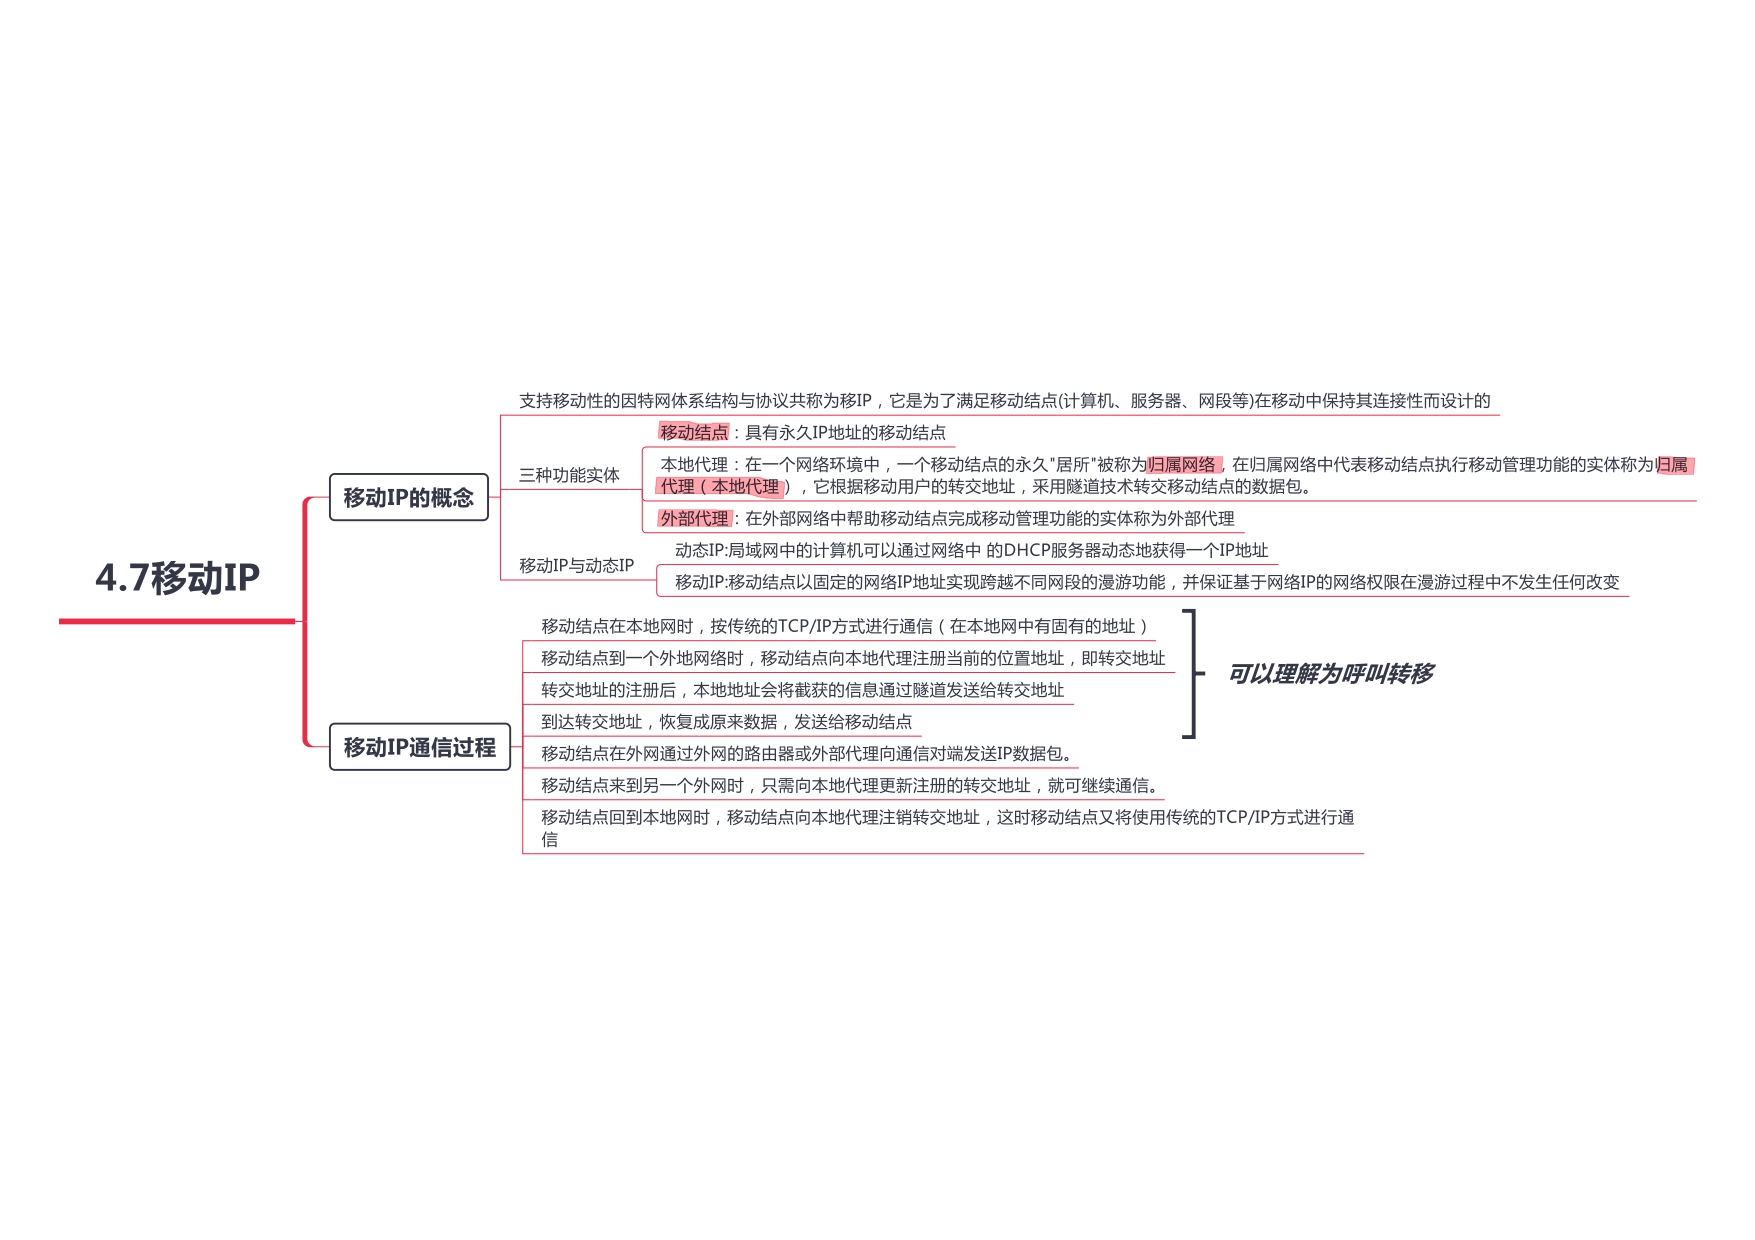 4.7移动IP
移动IP的概念
支持移动性的因特网体系结构与协议共称为移IP，它是为了满足移动结点(计算机、服务器、网段等)在移动中保持其连接性而设计的
三种功能实体
移动结点：具有永久IP地址的移动结点
本地代理：在一个网络环境中，一个移动结点的永久"居所"被称为归属网络，在归属网络中代表移动结点执行移动管理功能的实体称为归属
代理（本地代理），它根据移动用户的转交地址，采用隧道技术转交移动结点的数据包。
外部代理：在外部网络中帮助移动结点完成移动管理功能的实体称为外部代理
移动IP与动态IP
动态IP:局域网中的计算机可以通过网络中 的DHCP服务器动态地获得一个IP地址
移动IP:移动结点以固定的网络IP地址实现跨越不同网段的漫游功能，并保证基于网络IP的网络权限在漫游过程中不发生任何改变
移动IP通信过程
移动结点在本地网时，按传统的TCP/IP方式进行通信（在本地网中有固有的地址）
移动结点到一个外地网络时，移动结点向本地代理注册当前的位置地址，即转交地址
转交地址的注册后，本地地址会将截获的信息通过隧道发送给转交地址
到达转交地址，恢复成原来数据，发送给移动结点
可以理解为呼叫转移
移动结点在外网通过外网的路由器或外部代理向通信对端发送IP数据包。
移动结点来到另一个外网时，只需向本地代理更新注册的转交地址，就可继续通信。
移动结点回到本地网时，移动结点向本地代理注销转交地址，这时移动结点又将使用传统的TCP/IP方式进行通
信